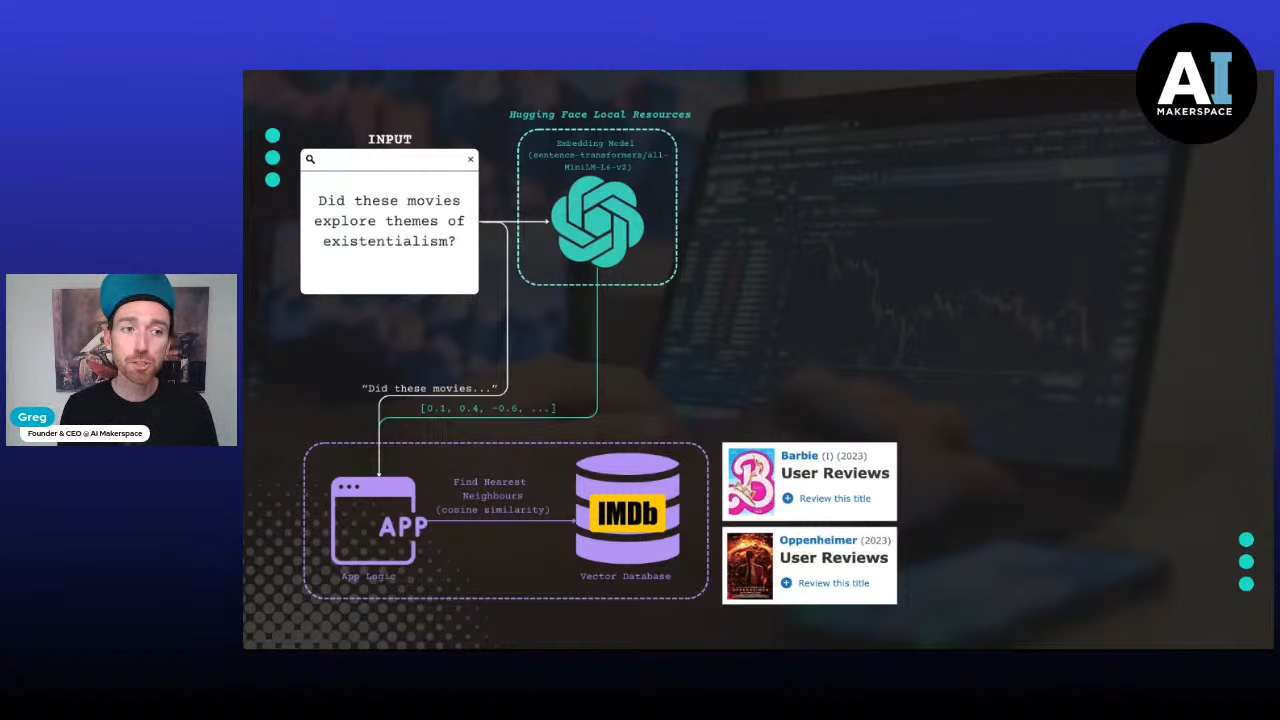 AI
MAKERSPACE
Hugging Face Local Resources
INPUT
Embedding Model
(sentence-transformers/all-
MiniLM-L6-v2)
Did these movies
explore themes of
existentialism?
"Did these movies..."
[0.1, 0.4, -0.6, ...]
Greg
Founder & CEO @ AI Makerspace
Find Nearest
Neighbours
(cosine similarity)
APP
IMDb
App Logic
Vector Database
Barbie (I) (2023)
User Reviews
Review this title
Oppenheimer (2023)
User Reviews
Review this title